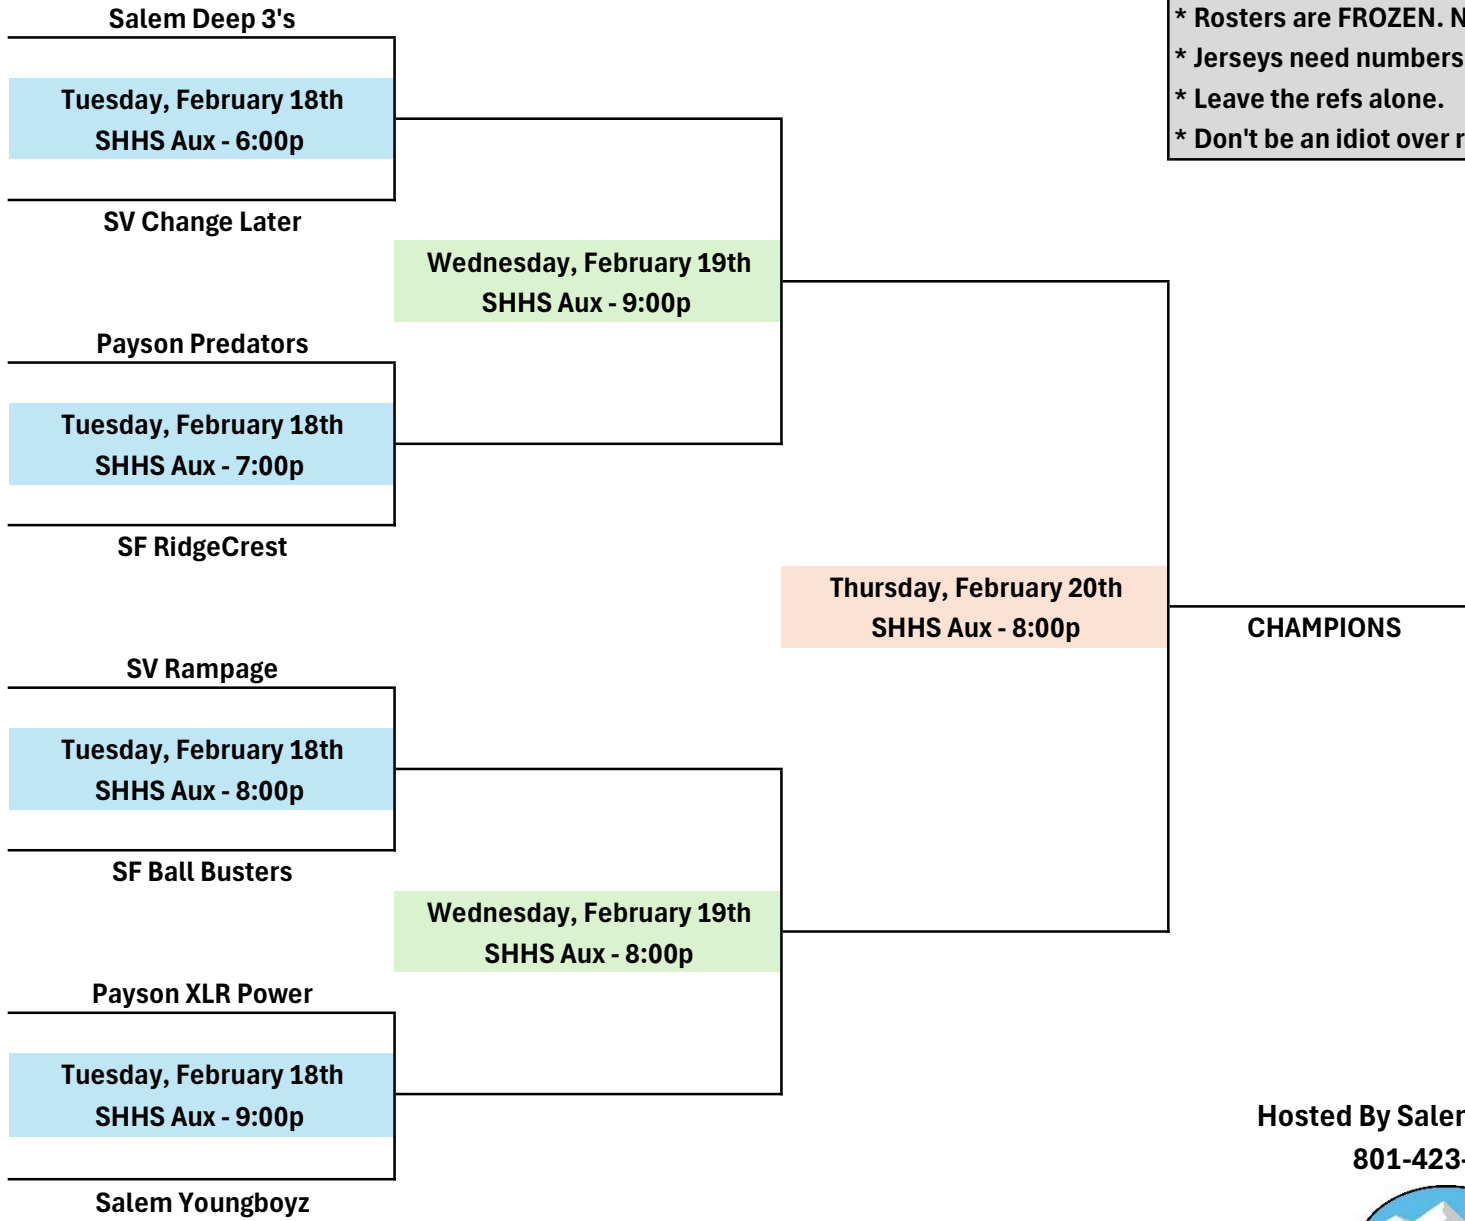 Salem Deep 3's
* Rosters are FROZEN. N
* Jerseys need numbers
Tuesday, February 18th
SHHS Aux - 6:00p
* Leave the refs alone.
* Don't be an idiot over r
SV Change Later
Wednesday, February 19th
SHHS Aux - 9:00p
Payson Predators
Tuesday, February 18th
SHHS Aux - 7:00p
SF RidgeCrest
Thursday, February 20th
SHHS Aux - 8:00p
CHAMPIONS
SV Rampage
Tuesday, February 18th
SHHS Aux - 8:00p
SF Ball Busters
Wednesday, February 19th
SHHS Aux - 8:00p
Payson XLR Power
Tuesday, February 18th
SHHS Aux - 9:00p
Salem Youngboyz
Hosted By Saler
801-423-